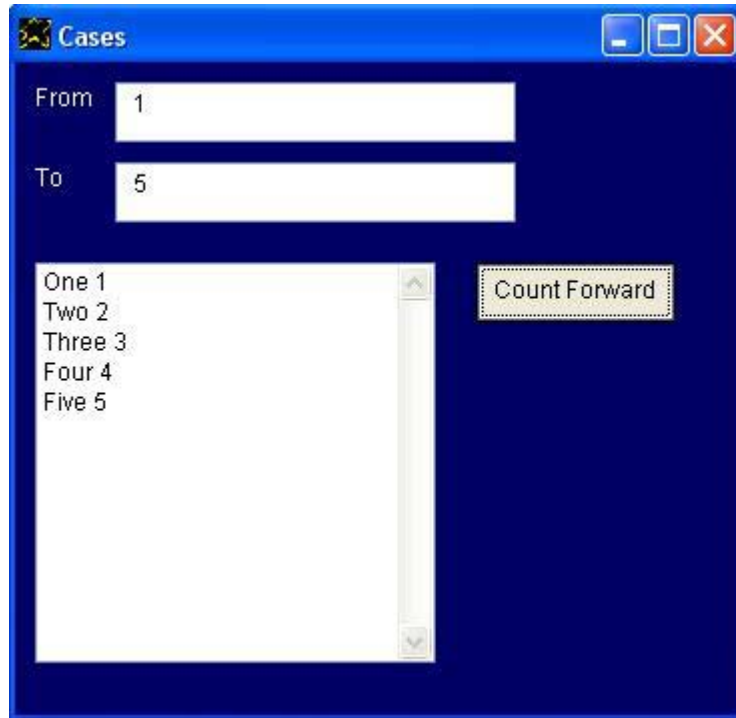 Cases
From 1
To 5
One 1
Two 2
Three 3
Four 4
Five 5
Count Forward